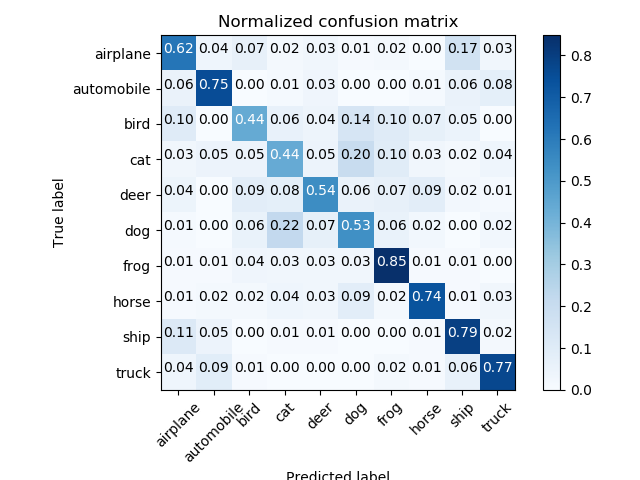 Normalized confusion matrix
airplane 0.62 0.04 0.07 0.02 0.03 0.01 0.02 0.00 0.17 0.03
automobile 0.06 0.75 0.00 0.01 0.03 0.00 0.00 0.01 0.06 0.08
bird 0.10 0.00 0.44 0.06 0.04 0.14 0.10 0.07 0.05 0.00
cat 0.03 0.05 0.05 0.44 0.05 0.20 0.10 0.03 0.02 0.04
deer 0.04 0.00 0.09 0.08 0.54 0.06 0.07 0.09 0.02 0.01
dog 0.01 0.00 0.06 0.22 0.07 0.53 0.06 0.02 0.00 0.02
frog 0.01 0.01 0.04 0.03 0.03 0.03 0.85 0.01 0.01 0.00
horse 0.01 0.02 0.02 0.04 0.03 0.09 0.02 0.74 0.01 0.03
ship 0.11 0.05 0.00 0.01 0.01 0.00 0.00 0.01 0.79 0.02
truck 0.04 0.09 0.01 0.00 0.00 0.00 0.02 0.01 0.06 0.77
airplane automobile bird cat deer dog frog horse ship truck
True label
Predicted label
0.8
0.7
0.6
0.5
0.4
0.3
0.2
0.1
0.0